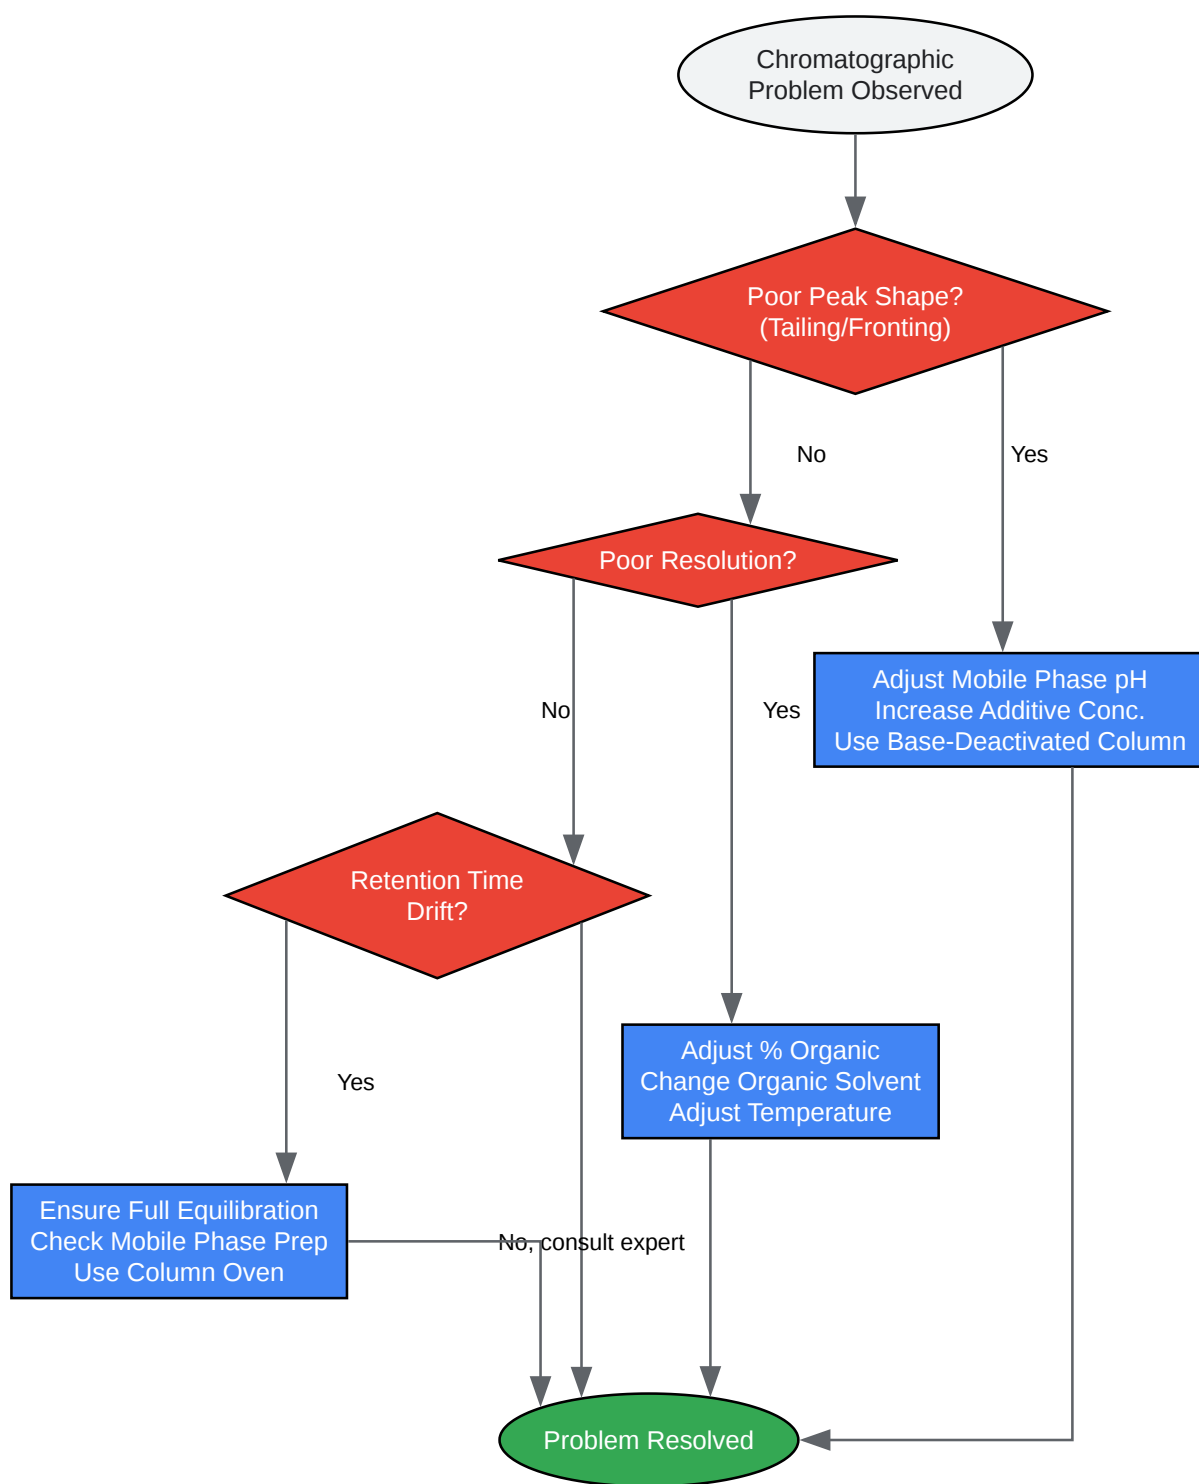 Chromatographic
Problem Observed
Poor Peak Shape?
(Tailing/Fronting)
No
Yes
Poor Resolution?
Adjust Mobile Phase pH
Increase Additive Conc.
Use Base-Deactivated Column
No
Yes
Retention Time
Drift?
Adjust % Organic
Change Organic Solvent
Adjust Temperature
Yes
Ensure Full Equilibration
Check Mobile Phase Prep
Use Column Oven
No, consult expert
Problem Resolved